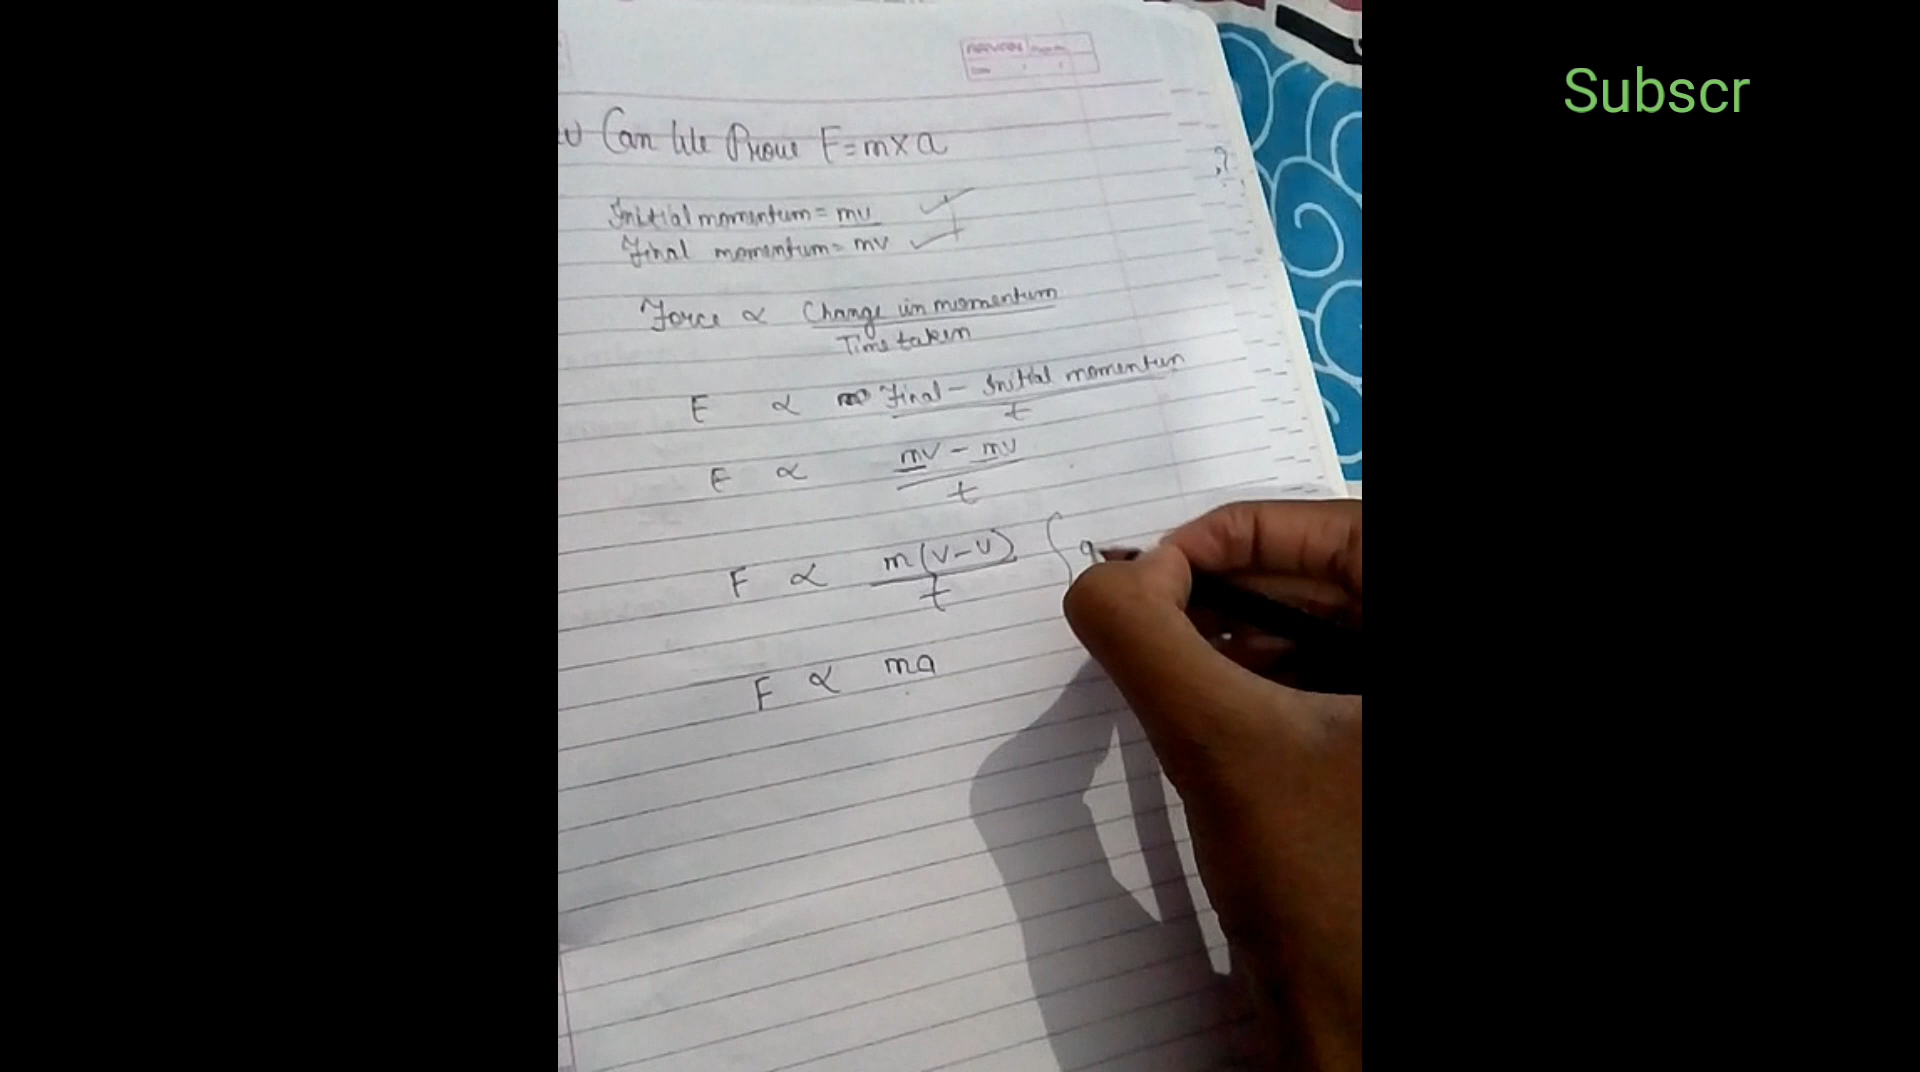 Subscr
Can We Prove F=m×a
?
Initial momentum = mu
Final momentum = mv
Force ∝ Change in momentum
Time taken
F ∝ Final - Initial momentum
t
F ∝ mv - mu
t
F ∝ m(v-u)
t
F ∝ ma